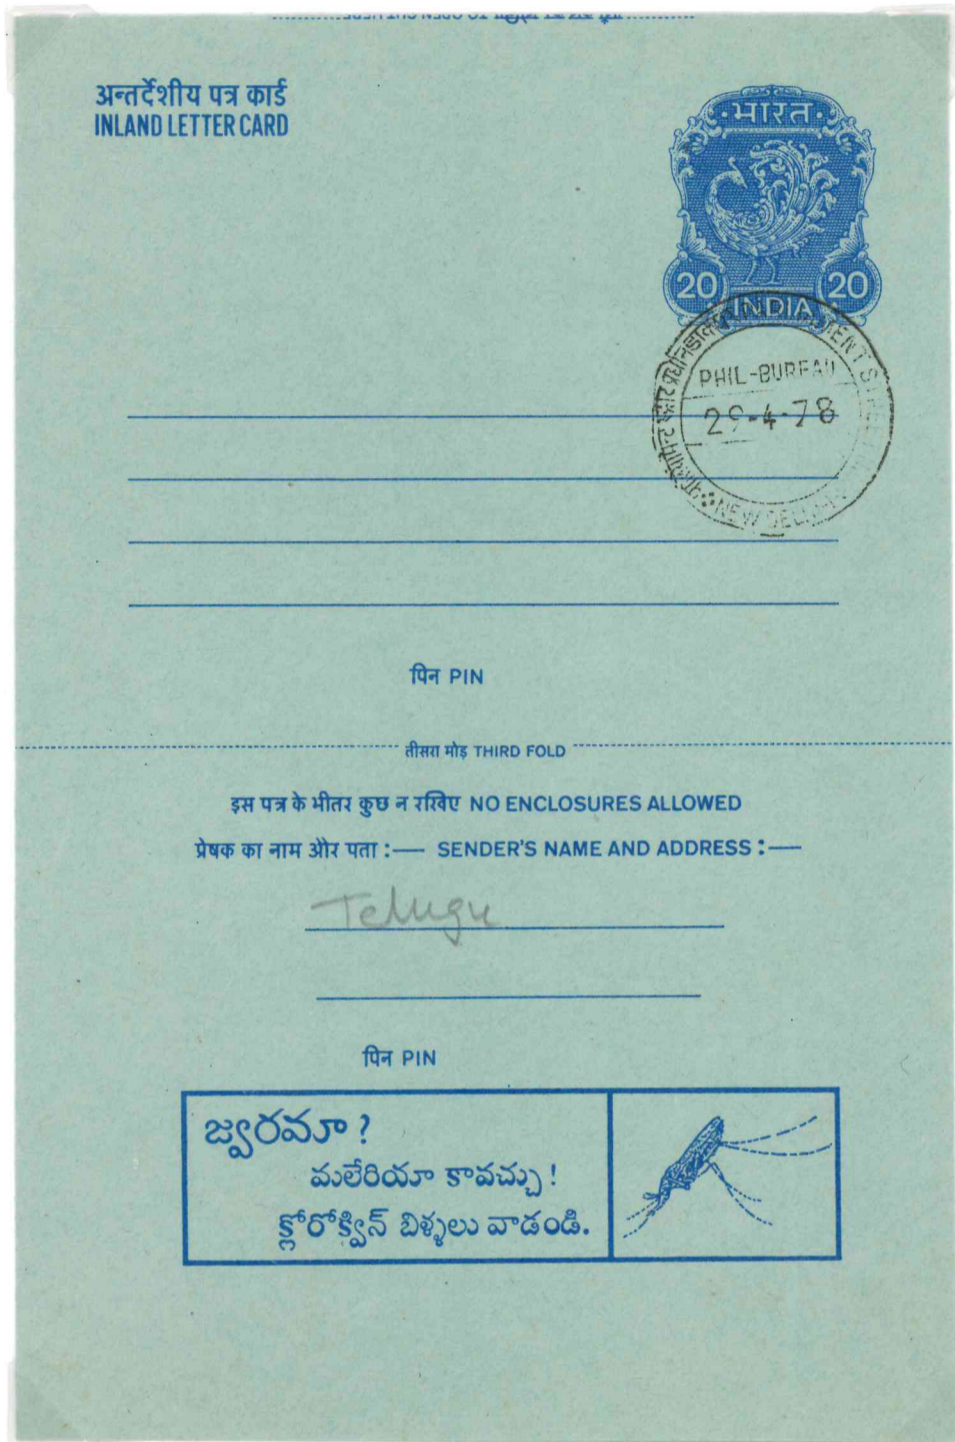 अन्तर्देशीय पत्र कार्ड
INLAND LETTER CARD
भारत
20 20
INDIA
PHIL-BUREAU
29-4-78
NEW DELHI
पिन PIN
तीसरा मोड़ THIRD FOLD
इस पत्र के भीतर कुछ न रखिए NO ENCLOSURES ALLOWED
प्रेषक का नाम और पता :— SENDER'S NAME AND ADDRESS :—
Telugu
पिन PIN
జ్వరమా ?
మలేరియా కావచ్చు !
క్లోరోక్విన్ బిళ్ళలు వాడండి.